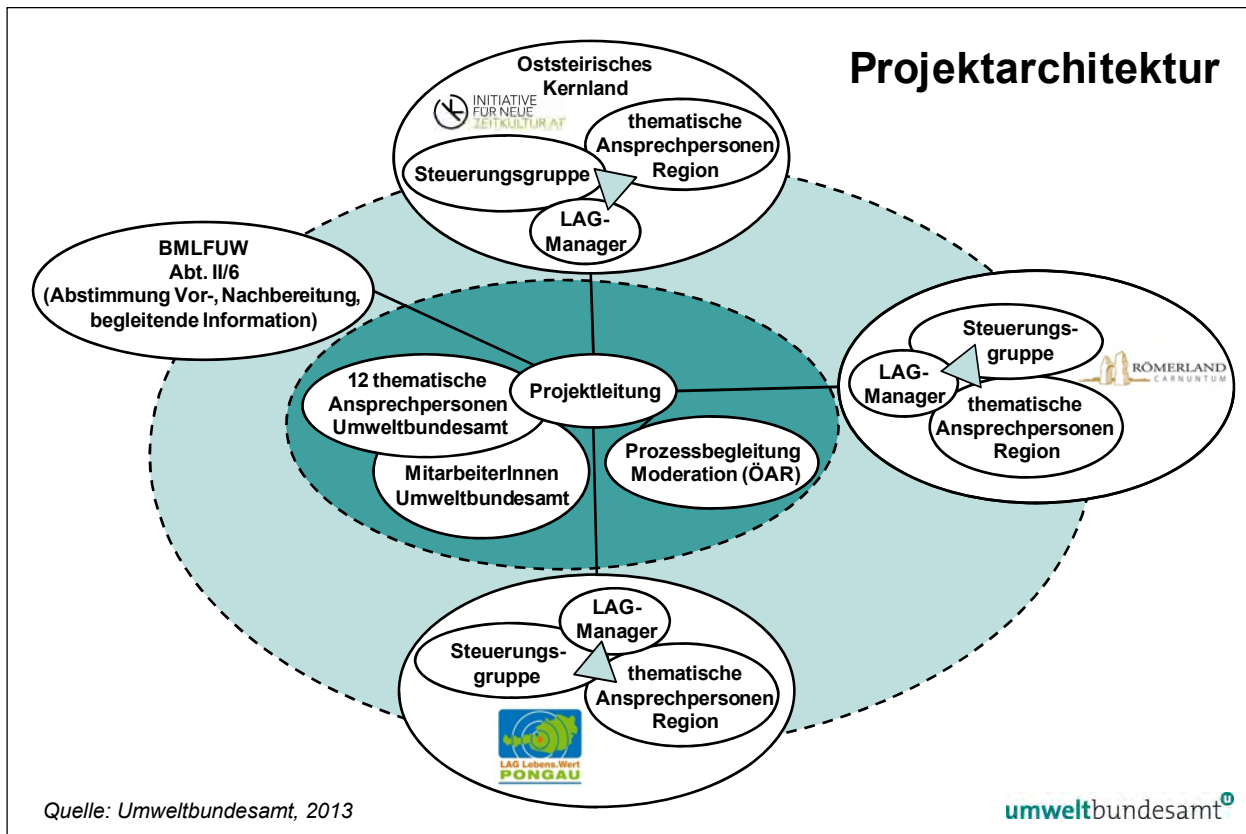 Projektarchitektur
Oststeirisches
Kernland
INITIATIVE
FÜR NEUE
ZEITKULTUR.AT
thematische
Ansprechpersonen
Region
Steuerungsgruppe
LAG-
Manager
BMLFUW
Abt. II/6
(Abstimmung Vor-, Nachbereitung,
begleitende Information)
Steuerungs-
gruppe
LAG-
Manager
thematische
Ansprechpersonen
Region
RÖMERLAND
CARNUNTUM
12 thematische
Ansprechpersonen
Umweltbundesamt
Projektleitung
MitarbeiterInnen
Umweltbundesamt
Prozessbegleitung
Moderation (ÖAR)
LAG-
Manager
Steuerungs-
gruppe
thematische
Ansprechpersonen
Region
LAG Lebens.Wert
PONGAU
Quelle: Umweltbundesamt, 2013
umweltbundesamt U